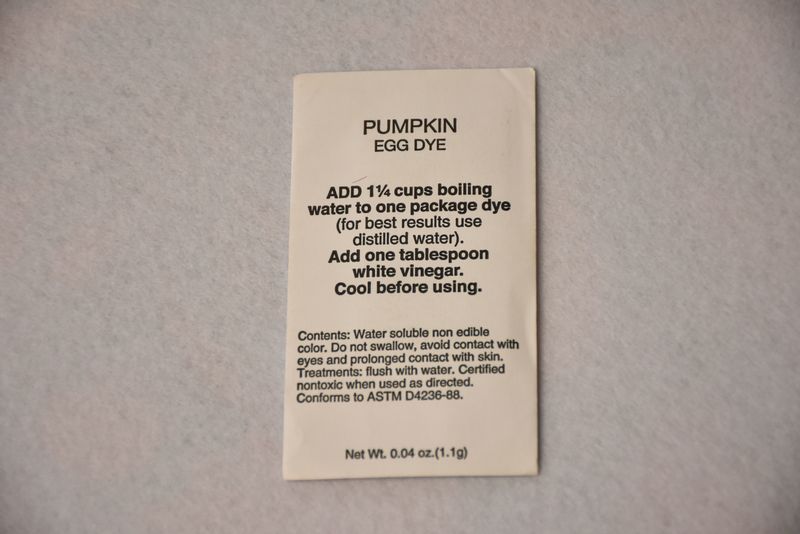 PUMPKIN
EGG DYE
ADD 1¼ cups boiling
water to one package dye
(for best results use
distilled water).
Add one tablespoon
white vinegar.
Cool before using.
Contents: Water soluble non edible
color. Do not swallow, avoid contact with
eyes and prolonged contact with skin.
Treatments: flush with water. Certified
nontoxic when used as directed.
Conforms to ASTM D4236-88.
Net Wt. 0.04 oz.(1.1g)